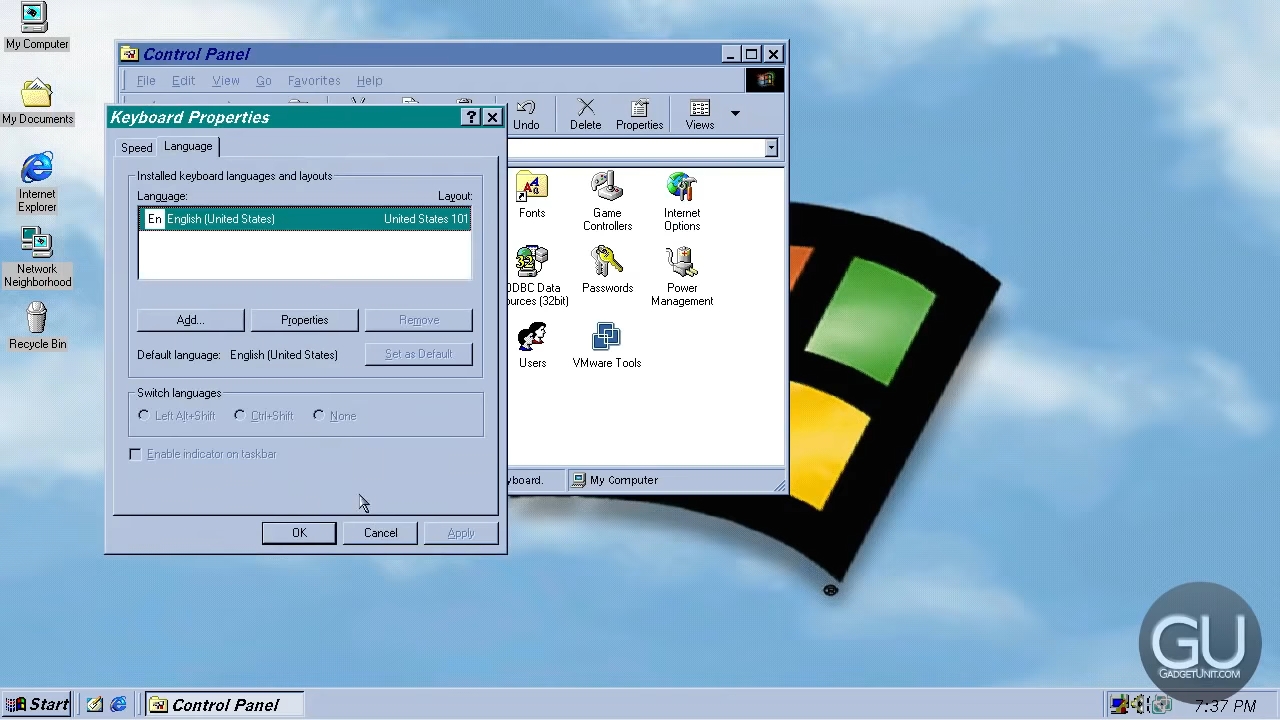 My Computer
My Documents
Internet
Explorer
Network
Neighborhood
Recycle Bin
Control Panel
File Edit View Go Favorites Help
Undo Delete Properties Views
Keyboard Properties
Speed Language
Installed keyboard languages and layouts
Language: Layout:
En English (United States) United States 101
Add... Properties Remove
Default language: English (United States) Set as Default
Switch languages
Left Alt+Shift Ctrl+Shift None
Enable indicator on taskbar
OK Cancel Apply
Fonts
Game
Controllers
Internet
Options
ODBC Data
ources (32bit)
Passwords
Power
Management
Users
VMware Tools
yboard. My Computer
GU
GADGETUNIT.COM
Start Control Panel 7:37 PM